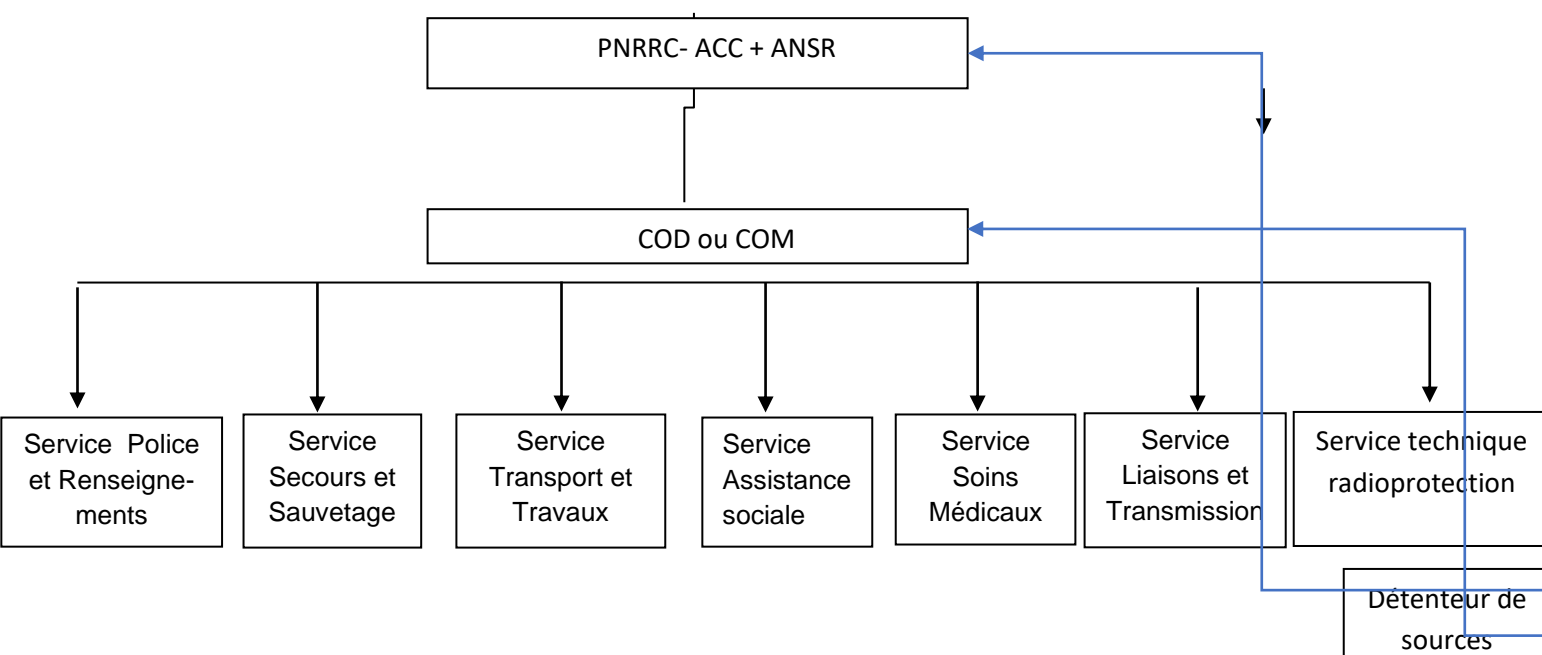 PNRRC- ACC + ANSR
COD ou COM
Service Police
et Renseigne-
ments
Service
Secours et
Sauvetage
Service
Transport et
Travaux
Service
Assistance
sociale
Service
Soins
Médicaux
Service
Liaisons et
Transmission
Service technique
radioprotection
Détenteur de
sources